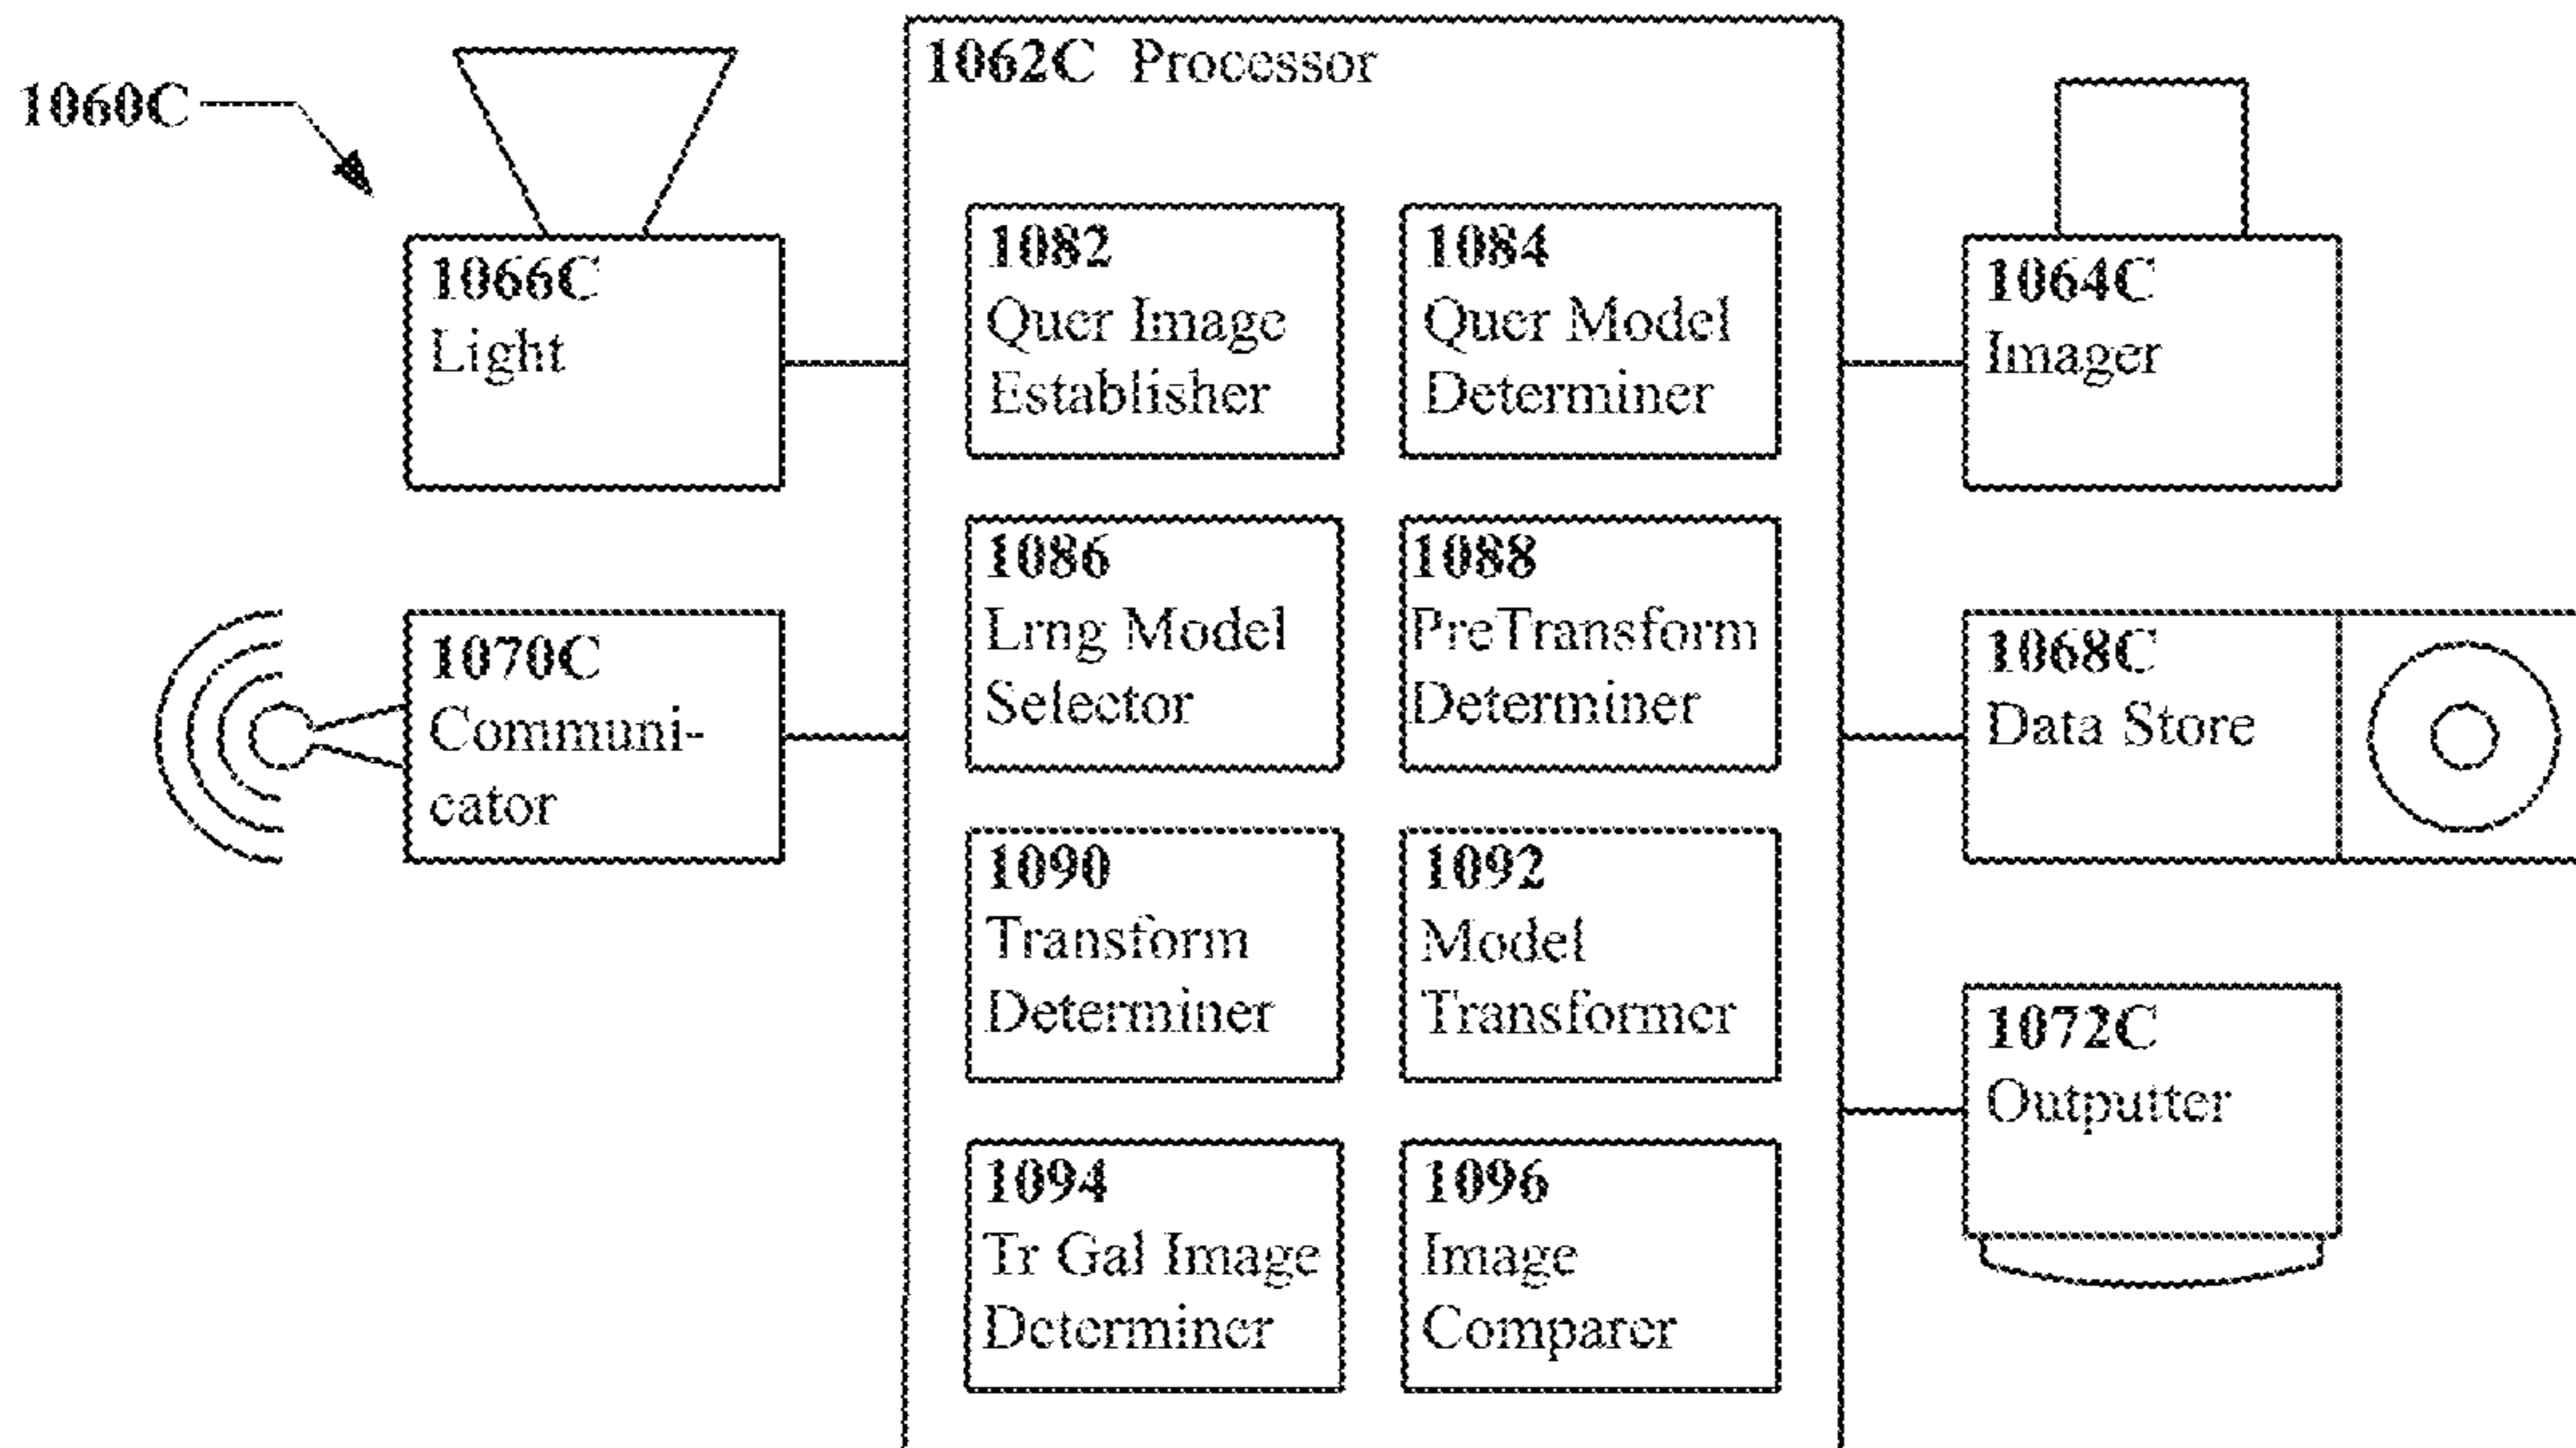 1060C
1062C Processor
1066C
Light
1082
Quer Image
Establisher
1084
Quer Model
Determiner
1064C
Imager
1070C
Communi-
cator
1086
Lrng Model
Selector
1088
PreTransform
Determiner
1068C
Data Store
1090
Transform
Determiner
1092
Model
Transformer
1072C
Outputter
1094
Tr Gal Image
Determiner
1096
Image
Comparer